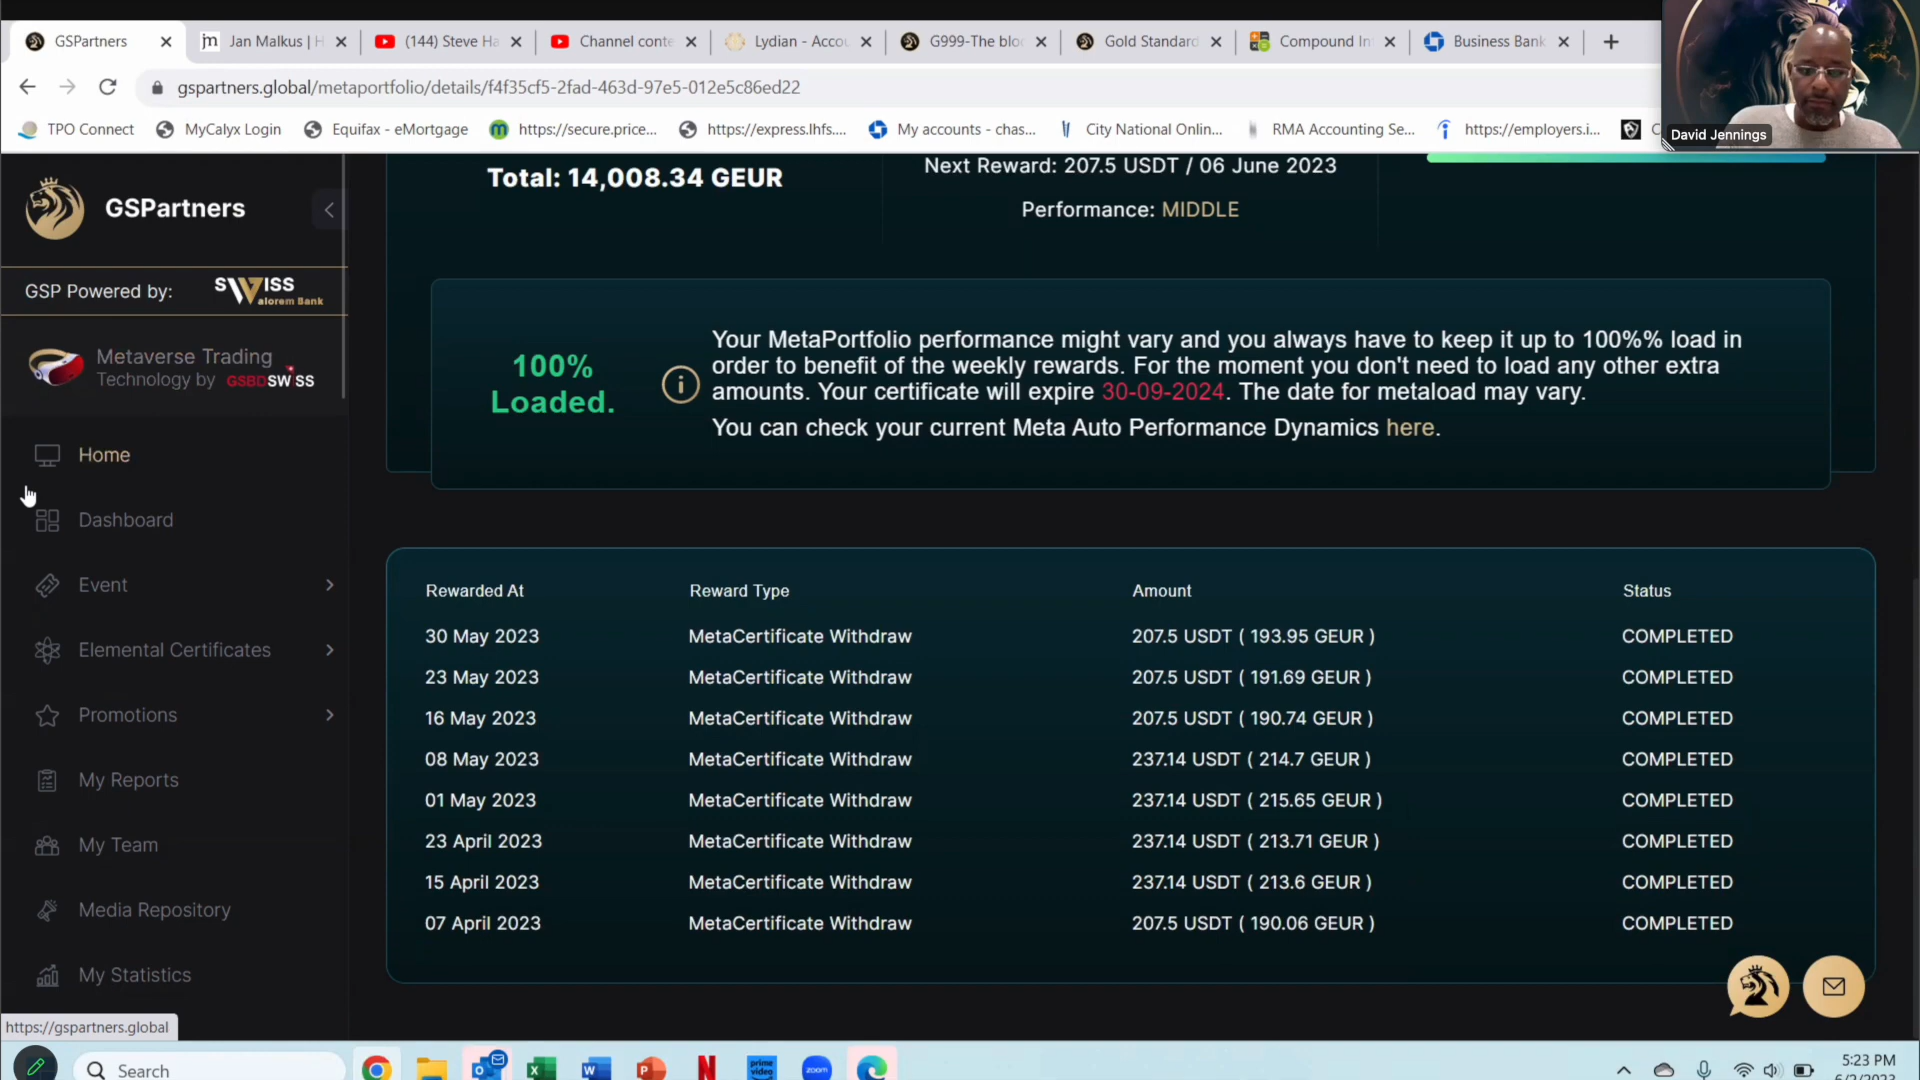 GSPartners
Jan Malkus | H
(144) Steve Ha
Channel conte
Lydian - Accou
G999-The bloc
Gold Standard
Compound In
Business Bank
gspartners.global/metaportfolio/details/f4f35cf5-2fad-463d-97e5-012e5c86ed22
TPO Connect
MyCalyx Login
Equifax - eMortgage
https://secure.price...
https://express.lhfs....
My accounts - chas...
City National Onlin...
RMA Accounting Se...
https://employers.i...
David Jennings
GSPartners
GSP Powered by:
SWISS
alorem Bank
Metaverse Trading
Technology by GSBDSWISS
Home
Dashboard
Event
Elemental Certificates
Promotions
My Reports
My Team
Media Repository
My Statistics
https://gspartners.global
Total: 14,008.34 GEUR
Next Reward: 207.5 USDT / 06 June 2023
Performance: MIDDLE
100%
Loaded.
Your MetaPortfolio performance might vary and you always have to keep it up to 100%% load in
order to benefit of the weekly rewards. For the moment you don't need to load any other extra
amounts. Your certificate will expire 30-09-2024. The date for metaload may vary.
You can check your current Meta Auto Performance Dynamics here.
Rewarded At Reward Type Amount Status
30 May 2023 MetaCertificate Withdraw 207.5 USDT ( 193.95 GEUR ) COMPLETED
23 May 2023 MetaCertificate Withdraw 207.5 USDT ( 191.69 GEUR ) COMPLETED
16 May 2023 MetaCertificate Withdraw 207.5 USDT ( 190.74 GEUR ) COMPLETED
08 May 2023 MetaCertificate Withdraw 237.14 USDT ( 214.7 GEUR ) COMPLETED
01 May 2023 MetaCertificate Withdraw 237.14 USDT ( 215.65 GEUR ) COMPLETED
23 April 2023 MetaCertificate Withdraw 237.14 USDT ( 213.71 GEUR ) COMPLETED
15 April 2023 MetaCertificate Withdraw 237.14 USDT ( 213.6 GEUR ) COMPLETED
07 April 2023 MetaCertificate Withdraw 207.5 USDT ( 190.06 GEUR ) COMPLETED
Search
prime video
zoom
5:23 PM
6/2/2023